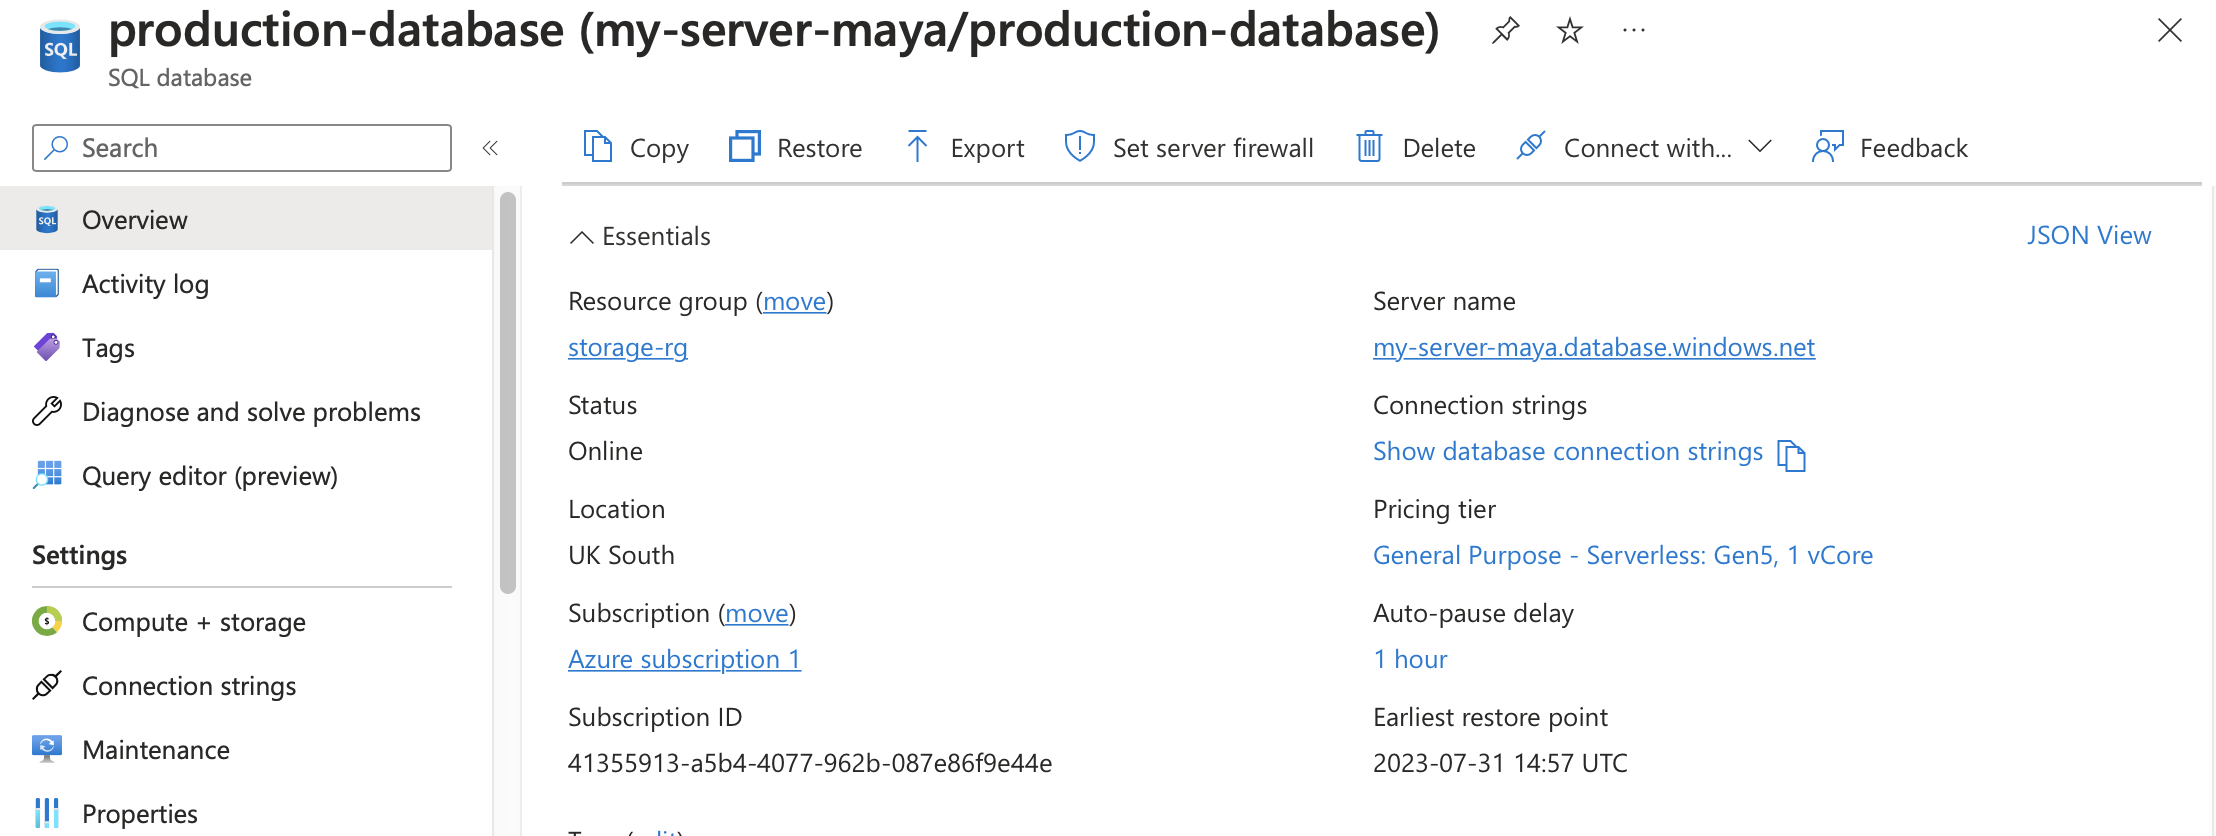 production-database (my-server-maya/production-database)
SQL
SQL database
Search
Copy
Restore
Export
Set server firewall
Delete
Connect with...
Feedback
SQL
Overview
Activity log
Tags
Diagnose and solve problems
Query editor (preview)
Settings
Compute + storage
Connection strings
Maintenance
Properties
Essentials
JSON View
Resource group (move)
storage-rg
Status
Online
Location
UK South
Subscription (move)
Azure subscription 1
Subscription ID
41355913-a5b4-4077-962b-087e86f9e44e
Server name
my-server-maya.database.windows.net
Connection strings
Show database connection strings
Pricing tier
General Purpose - Serverless: Gen5, 1 vCore
Auto-pause delay
1 hour
Earliest restore point
2023-07-31 14:57 UTC